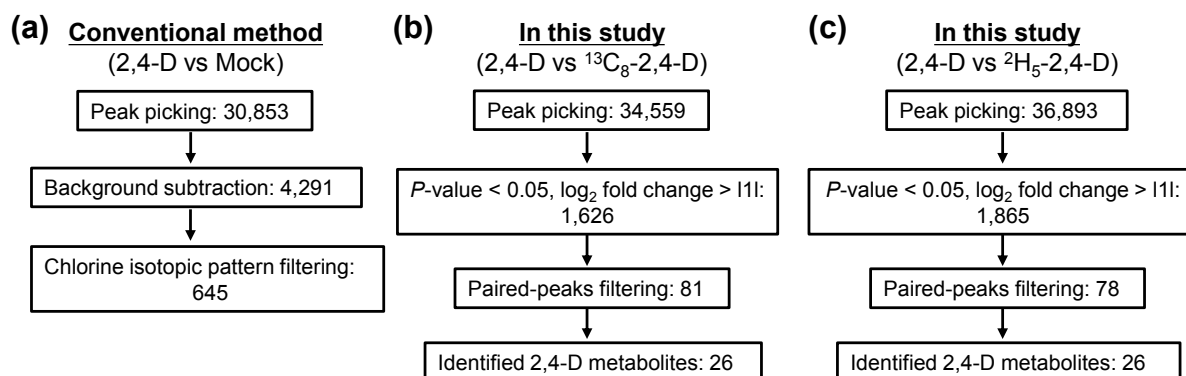 (a) Conventional method
(2,4-D vs Mock)
Peak picking: 30,853
Background subtraction: 4,291
Chlorine isotopic pattern filtering:
645
(b) In this study
(2,4-D vs ¹³C₈-2,4-D)
Peak picking: 34,559
P-value < 0.05, log₂ fold change > |1|:
1,626
Paired-peaks filtering: 81
Identified 2,4-D metabolites: 26
(c) In this study
(2,4-D vs ²H₅-2,4-D)
Peak picking: 36,893
P-value < 0.05, log₂ fold change > |1|:
1,865
Paired-peaks filtering: 78
Identified 2,4-D metabolites: 26